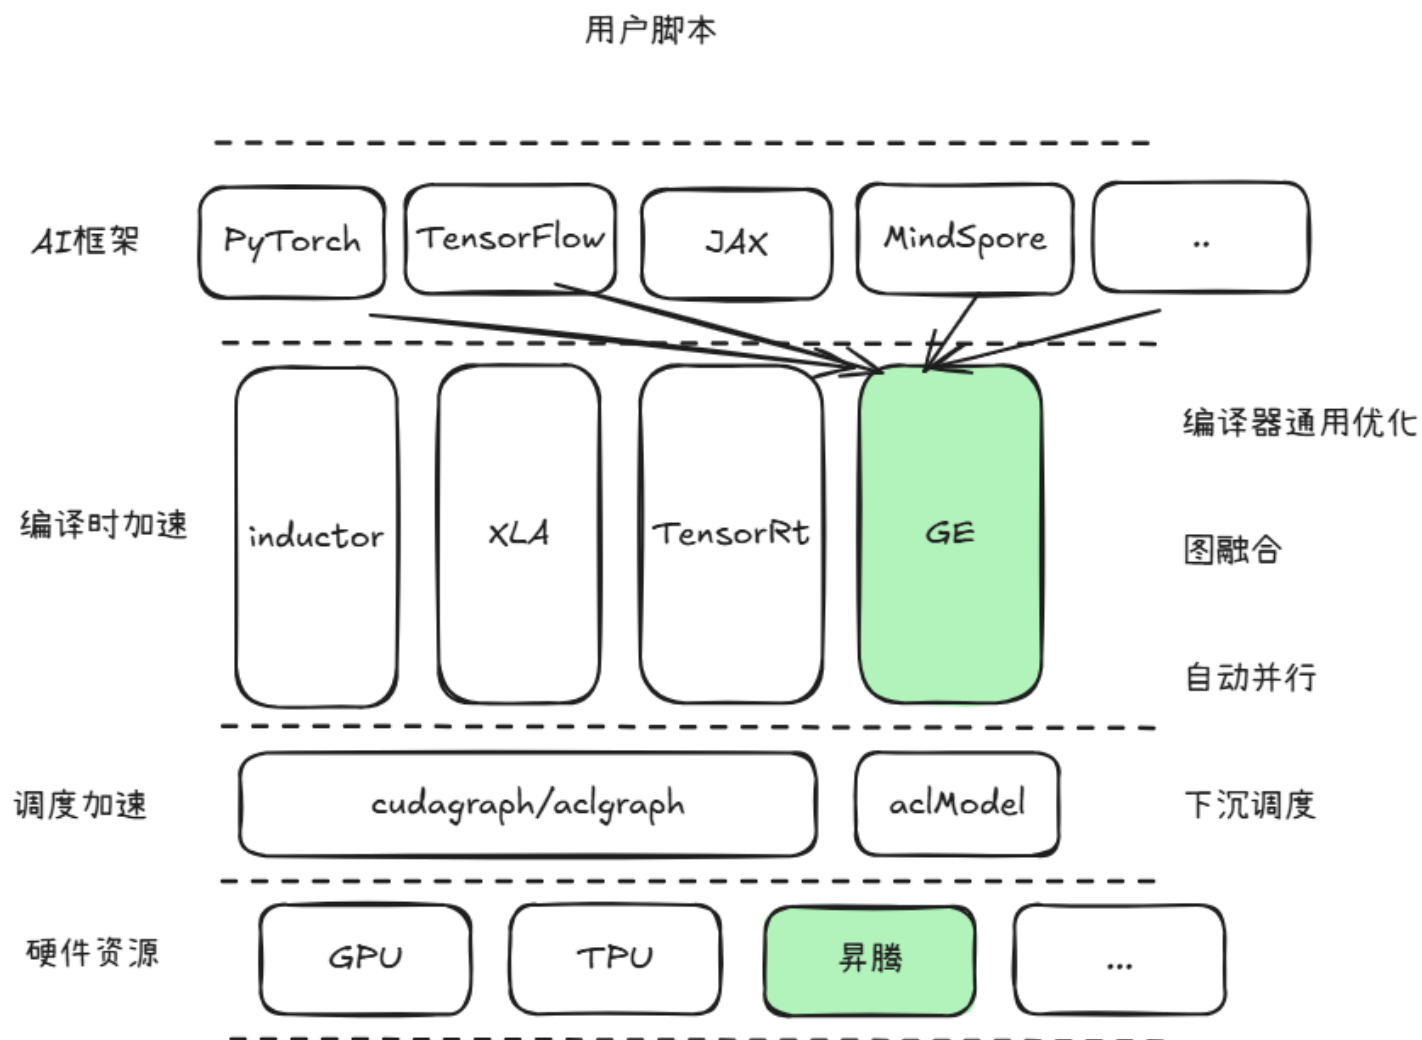 用户脚本
AI框架
PyTorch
TensorFlow
JAX
MindSpore
..
编译时加速
inductor
XLA
TensorRt
GE
编译器通用优化
图融合
自动并行
调度加速
cudagraph/aclgraph
aclModel
下沉调度
硬件资源
GPU
TPU
昇腾
...